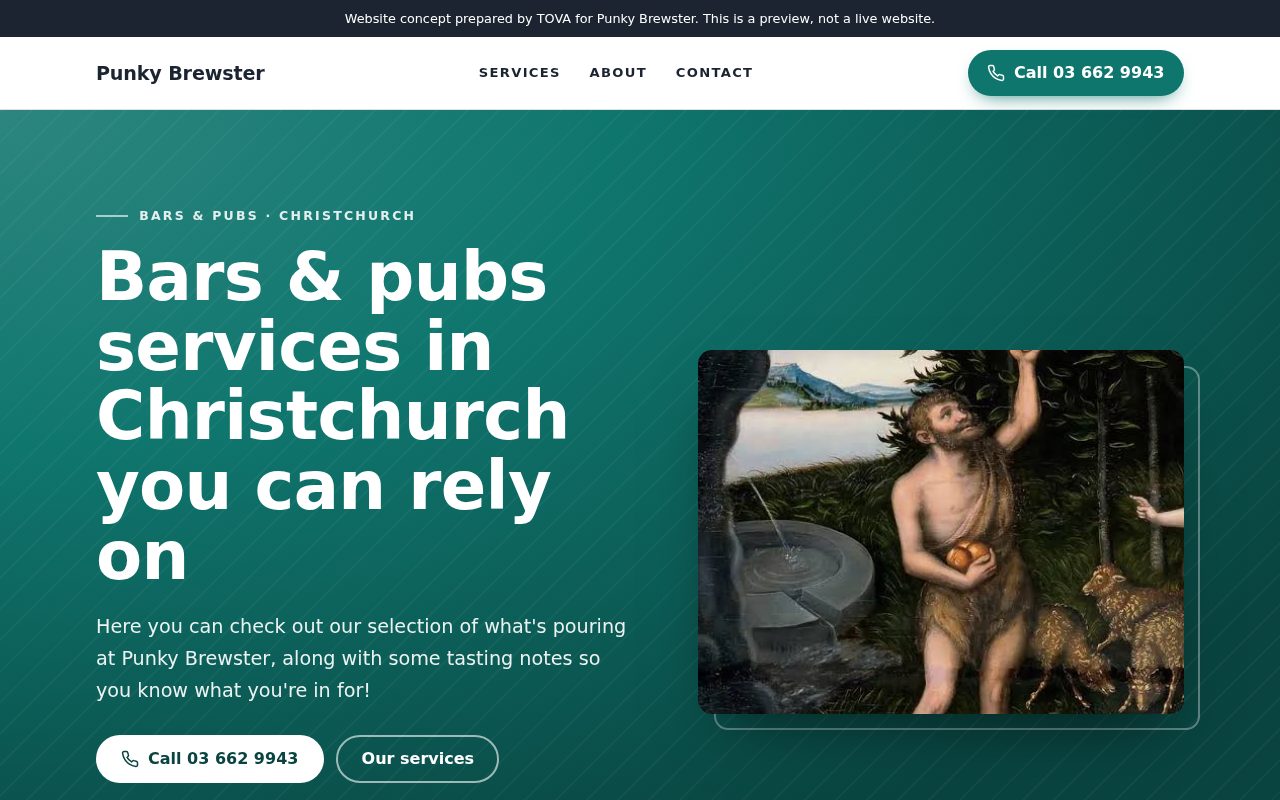 Website concept prepared by TOVA for Punky Brewster. This is a preview, not a live website.
Punky Brewster
SERVICES ABOUT CONTACT
Call 03 662 9943
BARS & PUBS · CHRISTCHURCH
Bars & pubs
services in
Christchurch
you can rely
on
Here you can check out our selection of what's pouring
at Punky Brewster, along with some tasting notes so
you know what you're in for!
Call 03 662 9943
Our services